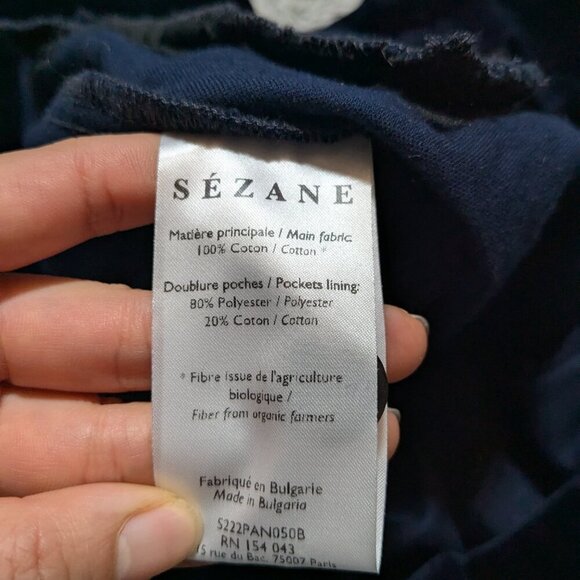 SÉZANE
Matière principale / Main fabric:
100% Coton / Cotton *
Doublure poches / Pockets lining:
80% Polyester / Polyester
20% Coton / Cotton
* Fibre issue de l'agriculture
biologique /
Fiber from organic farmers
Fabriqué en Bulgarie
Made in Bulgaria
S222PAN050B
RN 154 043
rue du Bac, 75007 Paris